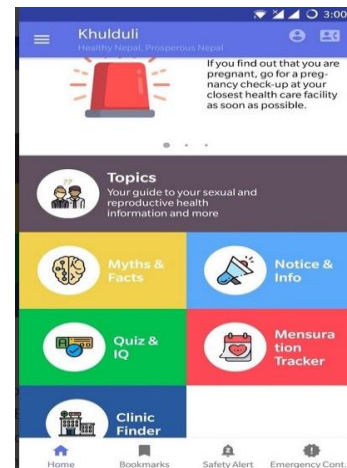 3:00
Khulduli
Healthy Nepal, Prosperous Nepal
If you find out that you are
pregnant, go for a preg-
nancy check-up at your
closest health care facility
as soon as possible.
Topics
Your guide to your sexual and
reproductive health
information and more
Myths &
Facts
Notice &
Info
Quiz &
IQ
Mensura
tion
Tracker
Clinic
Finder
Home
Bookmarks
Safety Alert
Emergency Cont.